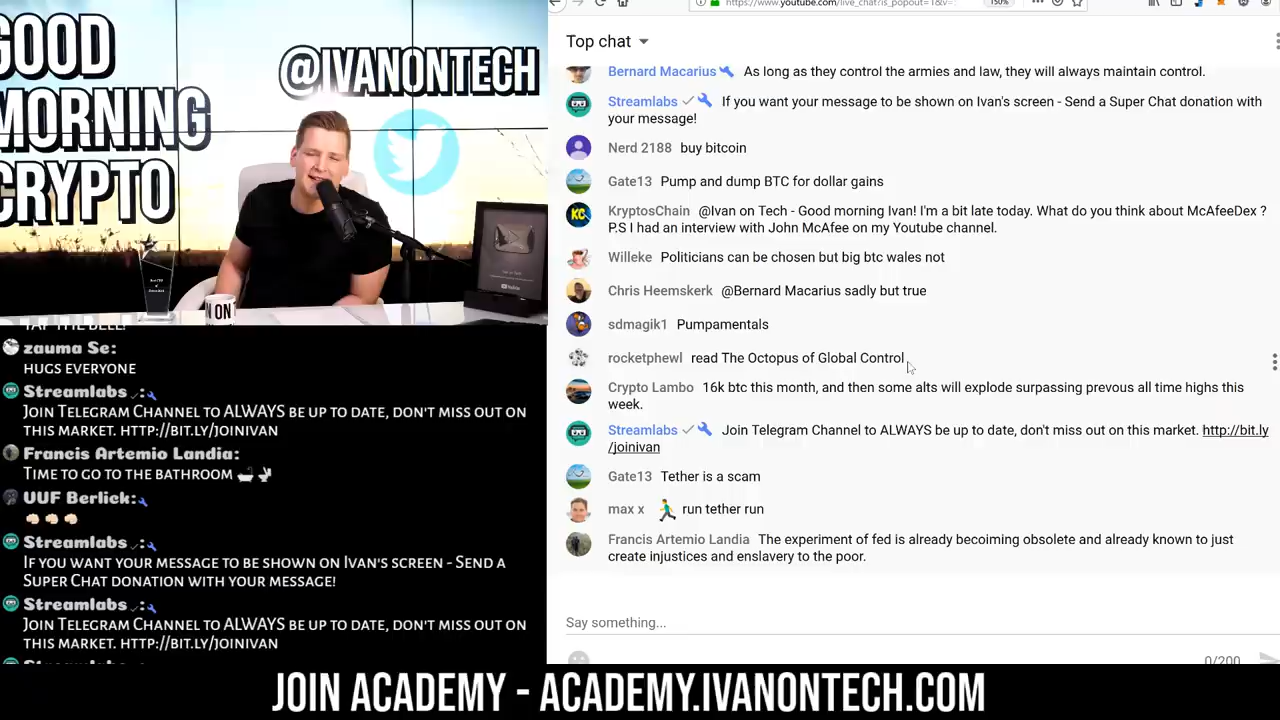 GOOD
MORNING
CRYPTO
@IVANONTECH
ON
TAP THE BELL!
zauma Se:
HUGS EVERYONE
Streamlabs :
Join Telegram Channel to ALWAYS be up to date, don't miss out on
this market. http://bit.ly/joinivan
Francis Artemio Landia:
Time to go to the bathroom 🛁 🚽
UUF Berlick:
👊🏻 👊🏻 👊🏻
Streamlabs :
If you want your message to be shown on Ivan's screen - Send a
Super Chat donation with your message!
Streamlabs :
Join Telegram Channel to ALWAYS be up to date, don't miss out on
this market. http://bit.ly/joinivan
https://www.youtube.com/live_chat?is_popout=1&v=
150%
Top chat
Bernard Macarius As long as they control the armies and law, they will always maintain control.
Streamlabs If you want your message to be shown on Ivan's screen - Send a Super Chat donation with
your message!
Nerd 2188 buy bitcoin
Gate13 Pump and dump BTC for dollar gains
KryptosChain @Ivan on Tech - Good morning Ivan! I'm a bit late today. What do you think about McAfeeDex ?
P.S I had an interview with John McAfee on my Youtube channel.
Willeke Politicians can be chosen but big btc wales not
Chris Heemskerk @Bernard Macarius sadly but true
sdmagik1 Pumpamentals
rocketphewl read The Octopus of Global Control
Crypto Lambo 16k btc this month, and then some alts will explode surpassing prevous all time highs this
week.
Streamlabs Join Telegram Channel to ALWAYS be up to date, don't miss out on this market. http://bit.ly
/joinivan
Gate13 Tether is a scam
max x 🏃‍♂️ run tether run
Francis Artemio Landia The experiment of fed is already becoming obsolete and already known to just
create injustices and enslavery to the poor.
Say something...
0/200
JOIN ACADEMY - ACADEMY.IVANONTECH.COM